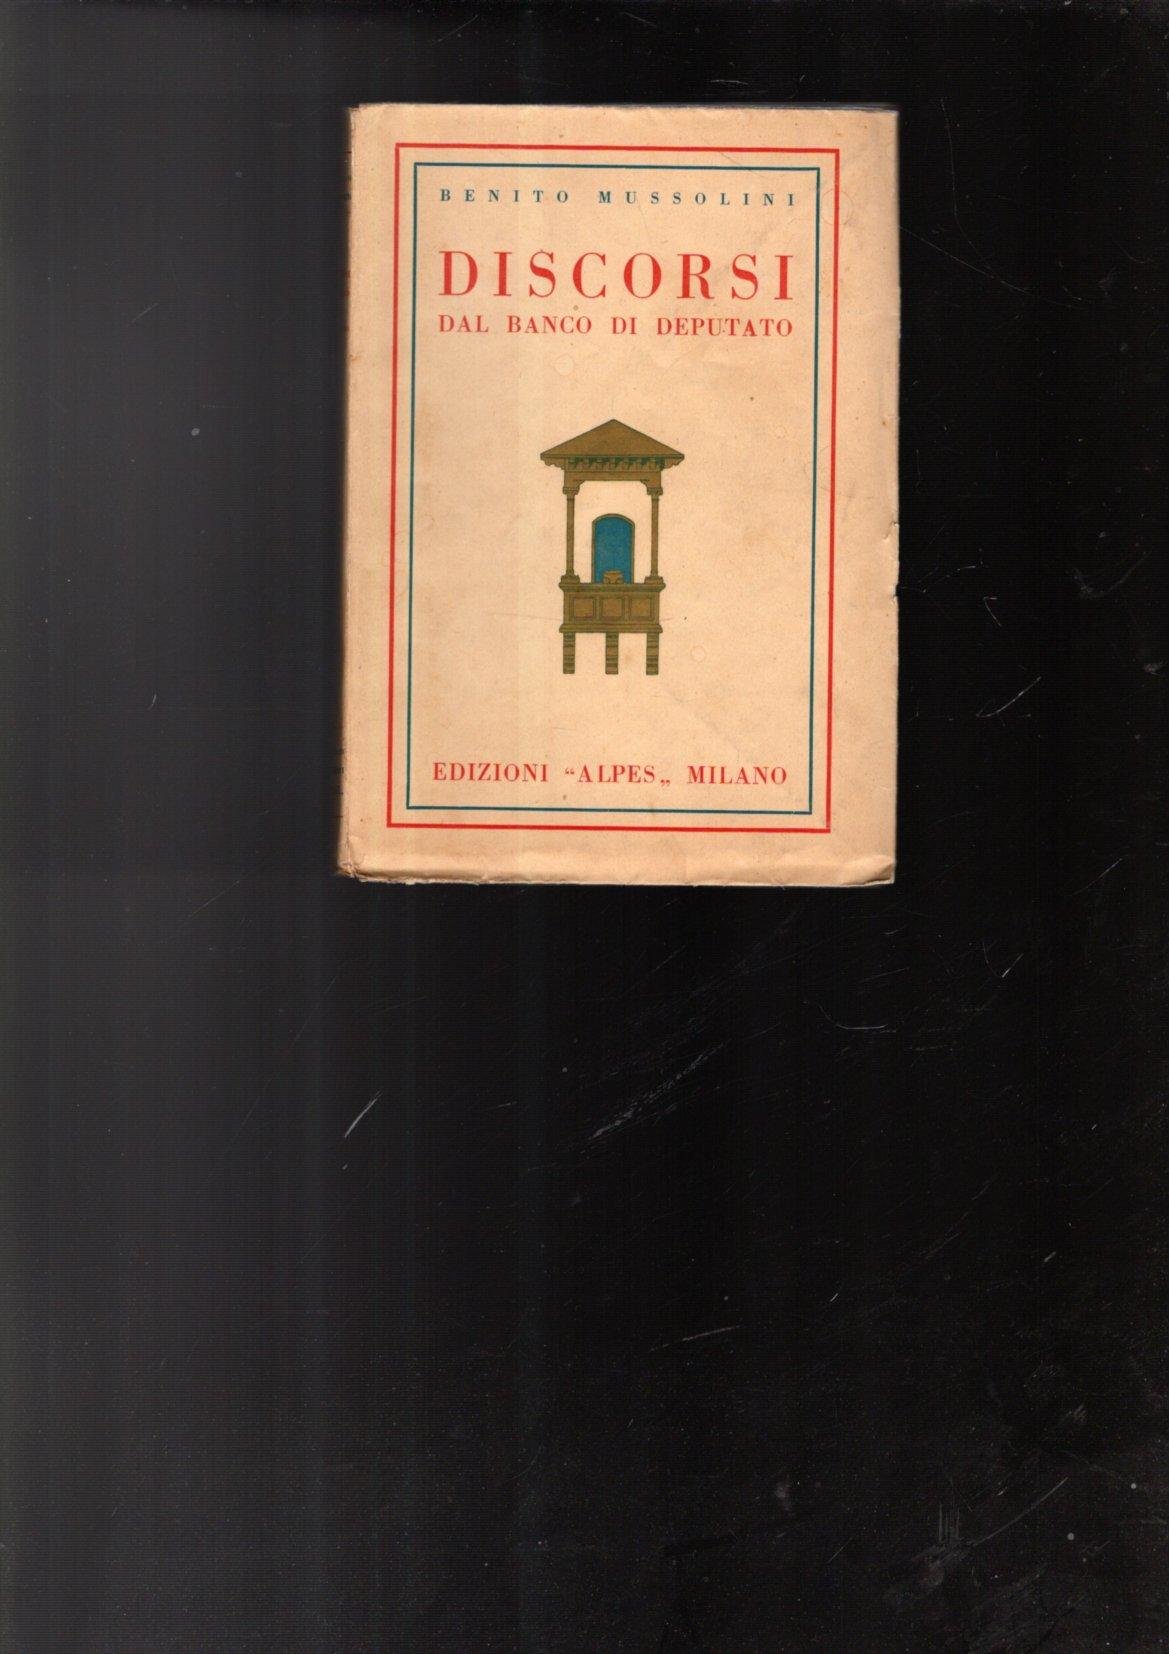 BENITO MUSSOLINI
DISCORSI
DAL BANCO DI DEPUTATO
EDIZIONI “ALPES„ MILANO